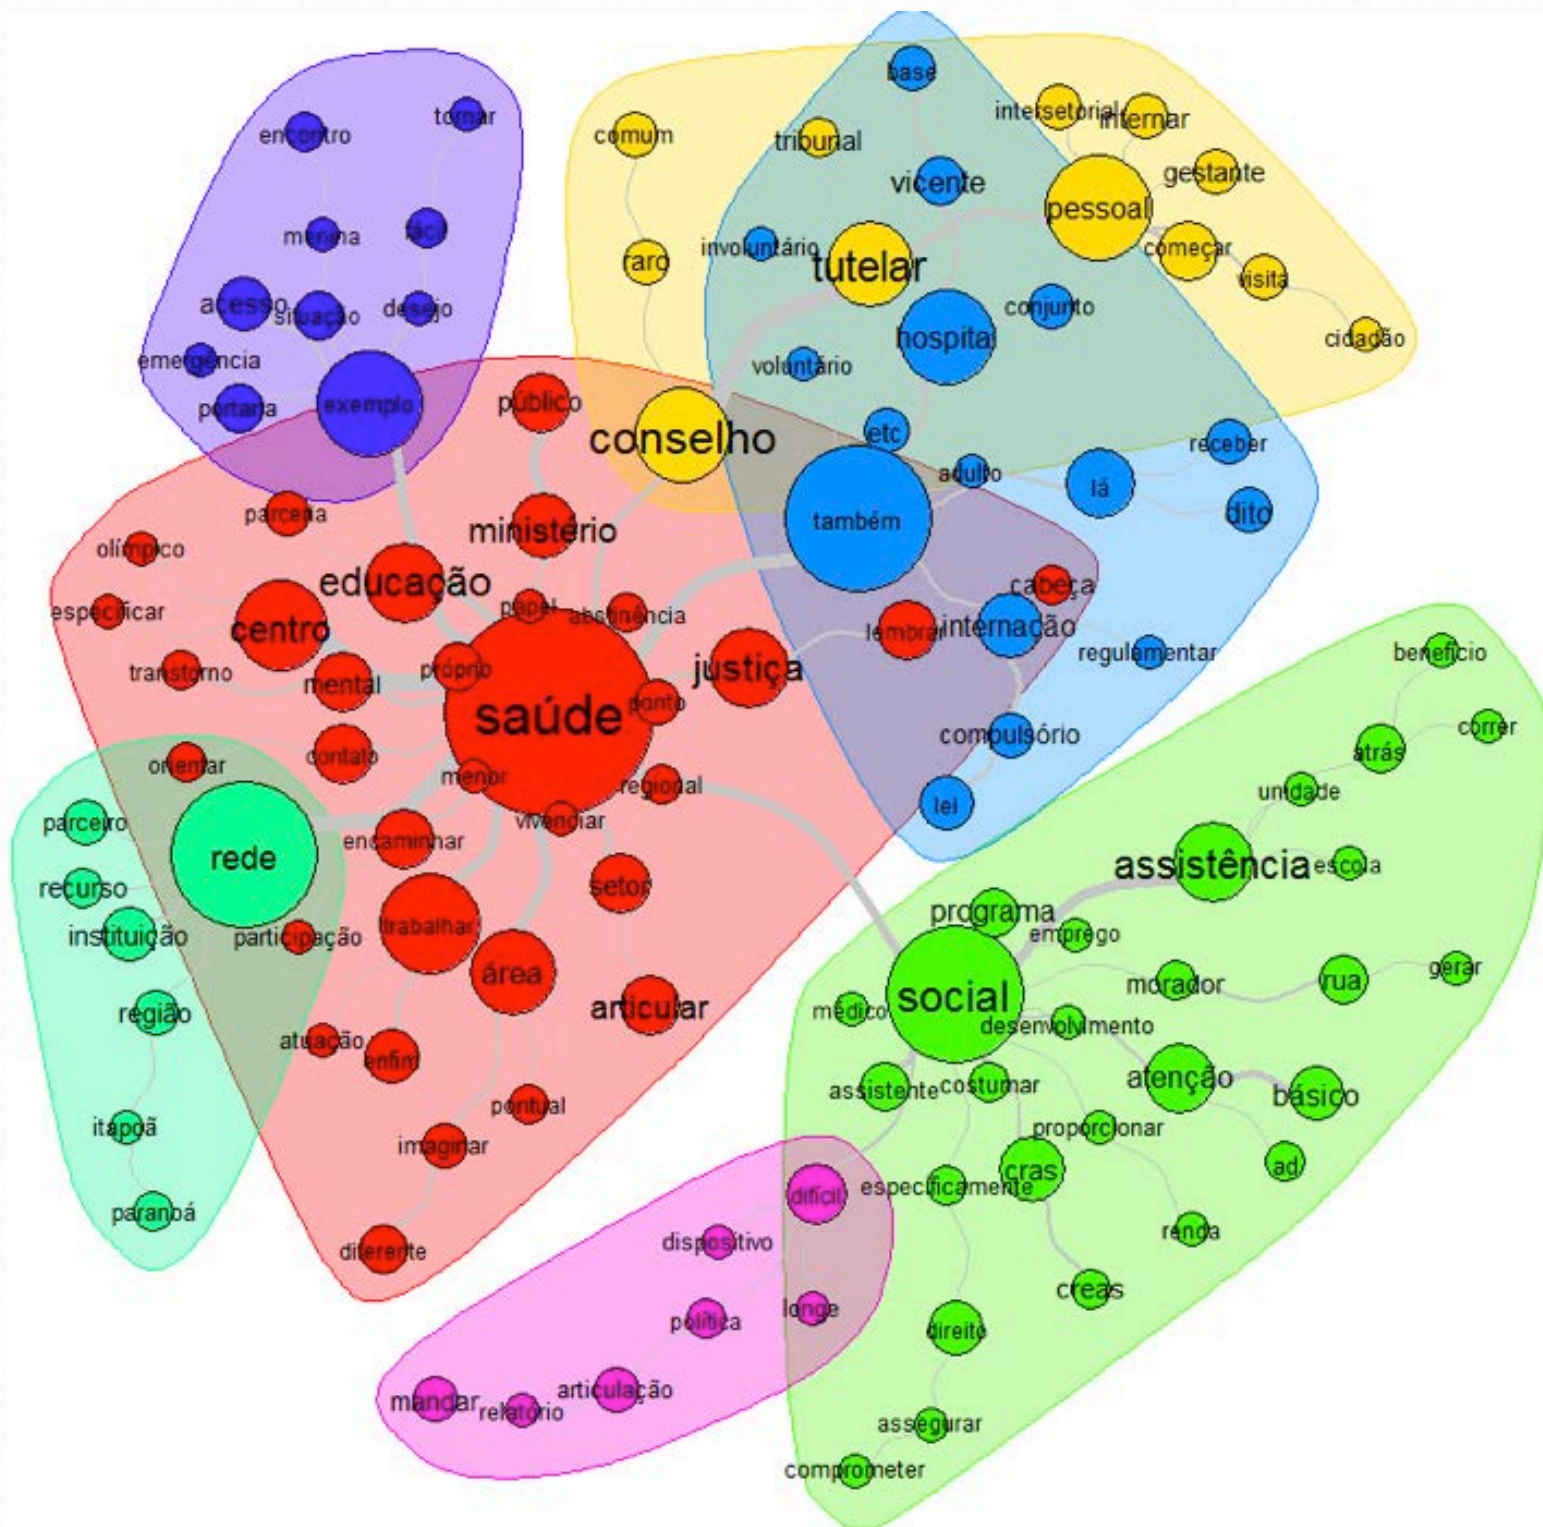 base
tornar
intersetorial
internar
encontro
comum
tribunal
gestante
vicente
pessoal
menina
fácil
involuntário
começar
raro
tutelar
visita
acesso
situação
desejo
conjunto
hospital
cidadão
emergência
voluntário
portaria
exemplo
público
conselho
etc
receber
adulto
lá
parceria
dito
também
ministério
olímpico
educação
cabeça
especificar
papel
abstinência
centro
lembrar
internação
regulamentar
benefício
transtorno
próprio
justiça
mental
ponto
saúde
compulsório
correr
contato
orientar
atrás
menor
regional
unidade
lei
parceiro
vivenciar
encaminhar
rede
assistência
escola
recurso
setor
programa
trabalhar
instituição
participação
emprego
gerar
área
rua
morador
social
articular
médico
região
desenvolvimento
atuação
enfim
atenção
assistente
costumar
básico
pontual
itapoã
proporcionar
imaginar
ad
cras
especificamente
difícil
paranoá
renda
dispositivo
diferente
creas
longe
política
direito
articulação
mandar
relatório
assegurar
comprometer